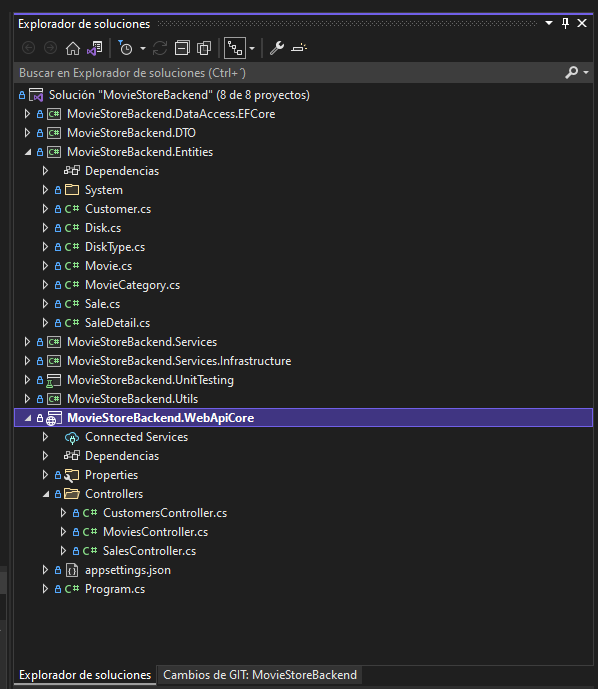 Explorador de soluciones
Buscar en Explorador de soluciones (Ctrl+´)
Solución "MovieStoreBackend" (8 de 8 proyectos)
C# MovieStoreBackend.DataAccess.EFCore
C# MovieStoreBackend.DTO
C# MovieStoreBackend.Entities
Dependencias
System
C# Customer.cs
C# Disk.cs
C# DiskType.cs
C# Movie.cs
C# MovieCategory.cs
C# Sale.cs
C# SaleDetail.cs
C# MovieStoreBackend.Services
C# MovieStoreBackend.Services.Infrastructure
MovieStoreBackend.UnitTesting
C# MovieStoreBackend.Utils
MovieStoreBackend.WebApiCore
Connected Services
Dependencias
Properties
Controllers
C# CustomersController.cs
C# MoviesController.cs
C# SalesController.cs
appsettings.json
C# Program.cs
Explorador de soluciones Cambios de GIT: MovieStoreBackend